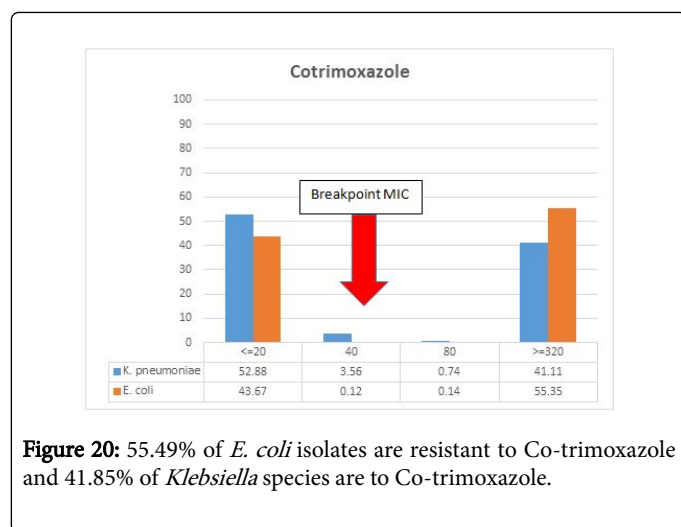 Cotrimoxazole
100
90
80
70
60
50
40
30
20
10
0
Breakpoint MIC
<=20 40 80 >=320
K. pneumoniae 52.88 3.56 0.74 41.11
E. coli 43.67 0.12 0.14 55.35
Figure 20: 55.49% of E. coli isolates are resistant to Co-trimoxazole
and 41.85% of Klebsiella species are to Co-trimoxazole.